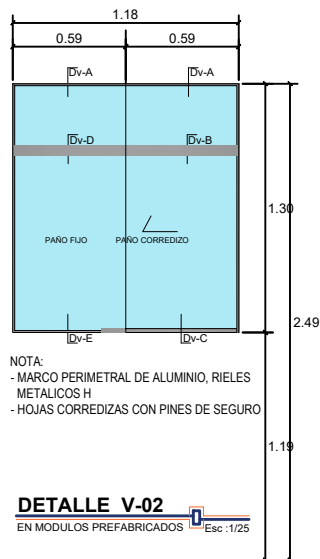 1.18
0.59 0.59
Dv-A Dv-A
Dv-D Dv-B
1.30
PAÑO FIJO PAÑO CORREDIZO
2.49
Dv-E Dv-C
NOTA:
- MARCO PERIMETRAL DE ALUMINIO, RIELES
METALICOS H
- HOJAS CORREDIZAS CON PINES DE SEGURO
1.19
DETALLE V-02
EN MODULOS PREFABRICADOS Esc :1/25